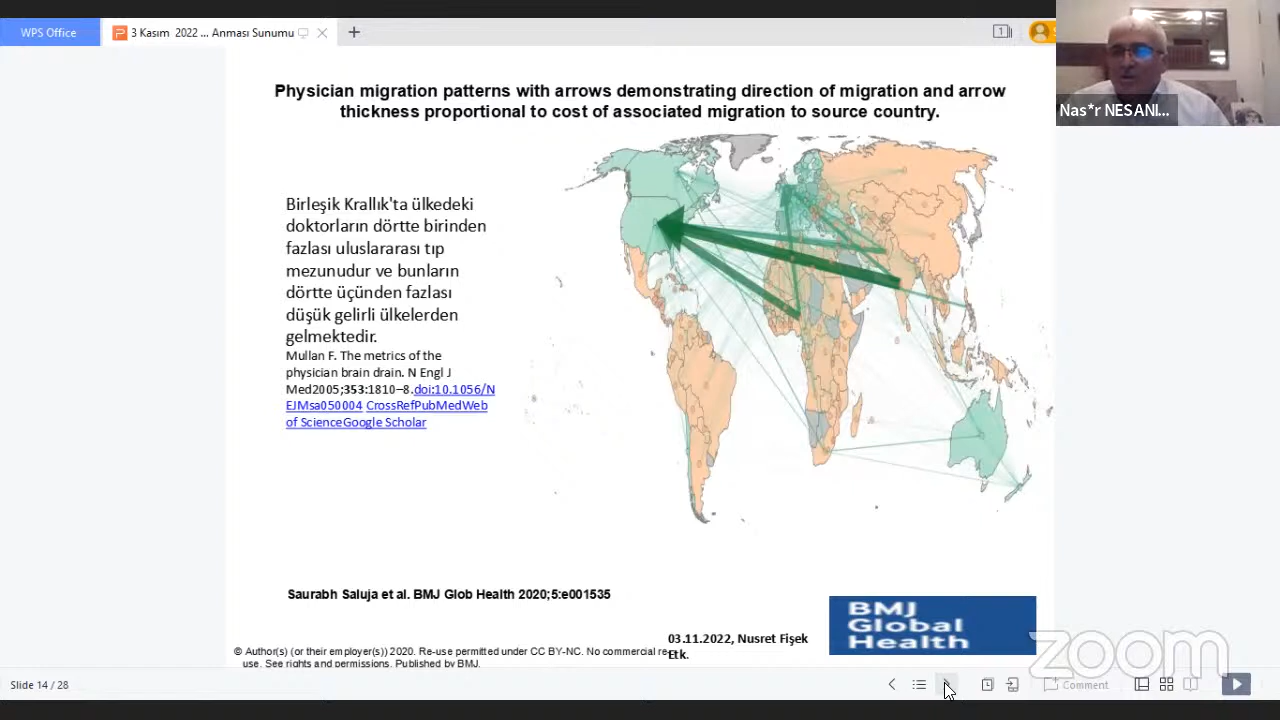 WPS Office
3 Kasım 2022 ... Anması Sunumu
1
Physician migration patterns with arrows demonstrating direction of migration and arrow
thickness proportional to cost of associated migration to source country.
Nas*r NESANI...
Birleşik Krallık'ta ülkedeki
doktorların dörtte birinden
fazlası uluslararası tıp
mezunudur ve bunların
dörtte üçünden fazlası
düşük gelirli ülkelerden
gelmektedir.
Mullan F. The metrics of the
physician brain drain. N Engl J
Med2005;353:1810–8.doi:10.1056/N
EJMsa050004 CrossRefPubMedWeb
of ScienceGoogle Scholar
Saurabh Saluja et al. BMJ Glob Health 2020;5:e001535
BMJ
Global
Health
03.11.2022, Nusret Fişek
Etk.
© Author(s) (or their employer(s)) 2020. Re-use permitted under CC BY-NC. No commercial re-
use. See rights and permissions. Published by BMJ.
zoom
Slide 14 / 28
Comment